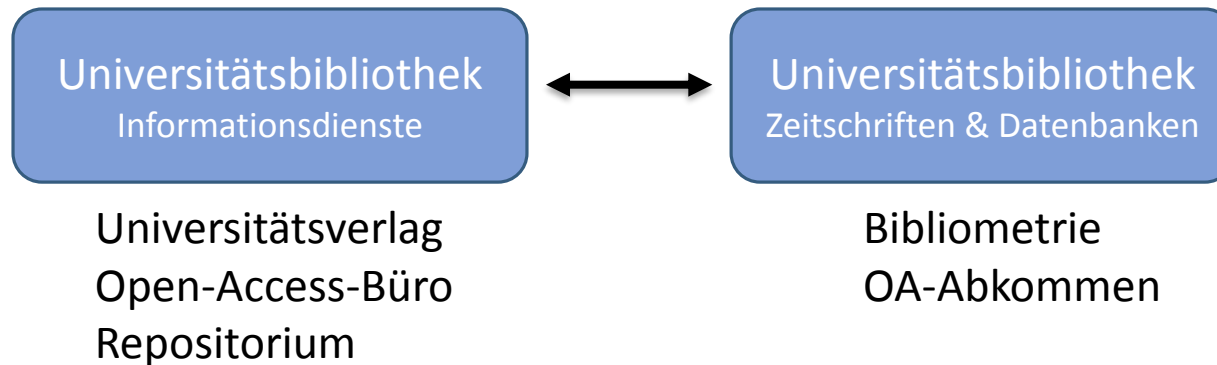 Universitätsbibliothek
Informationsdienste
Universitätsbibliothek
Zeitschriften & Datenbanken
Universitätsverlag
Open-Access-Büro
Repositorium
Bibliometrie
OA-Abkommen